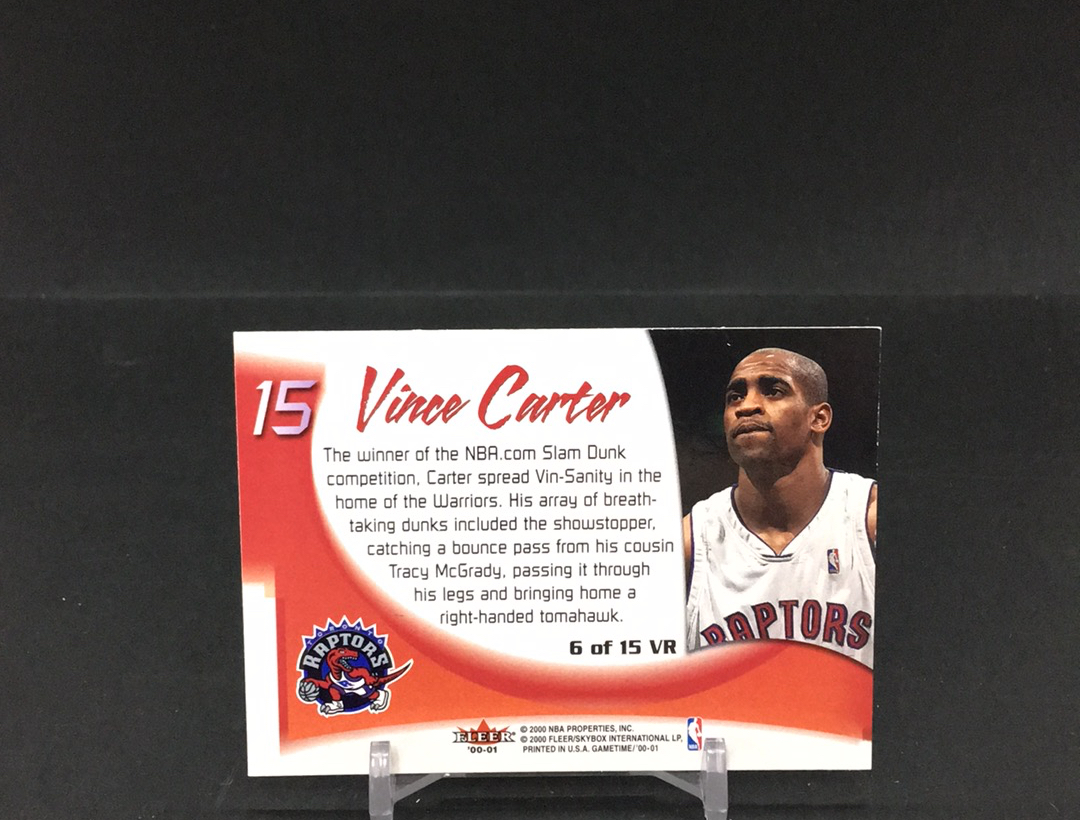 15
Vince Carter
The winner of the NBA.com Slam Dunk
competition, Carter spread Vin-Sanity in the
home of the Warriors. His array of breath-
taking dunks included the showstopper,
catching a bounce pass from his cousin
Tracy McGrady, passing it through
his legs and bringing home a
right-handed tomahawk.
6 of 15 VR
RAPTORS
TORONTO
RAPTORS
FLEER
'00-01
© 2000 NBA PROPERTIES, INC.
© 2000 FLEER/SKYBOX INTERNATIONAL LP,
PRINTED IN U.S.A. GAMETIME/'00-01
NBA